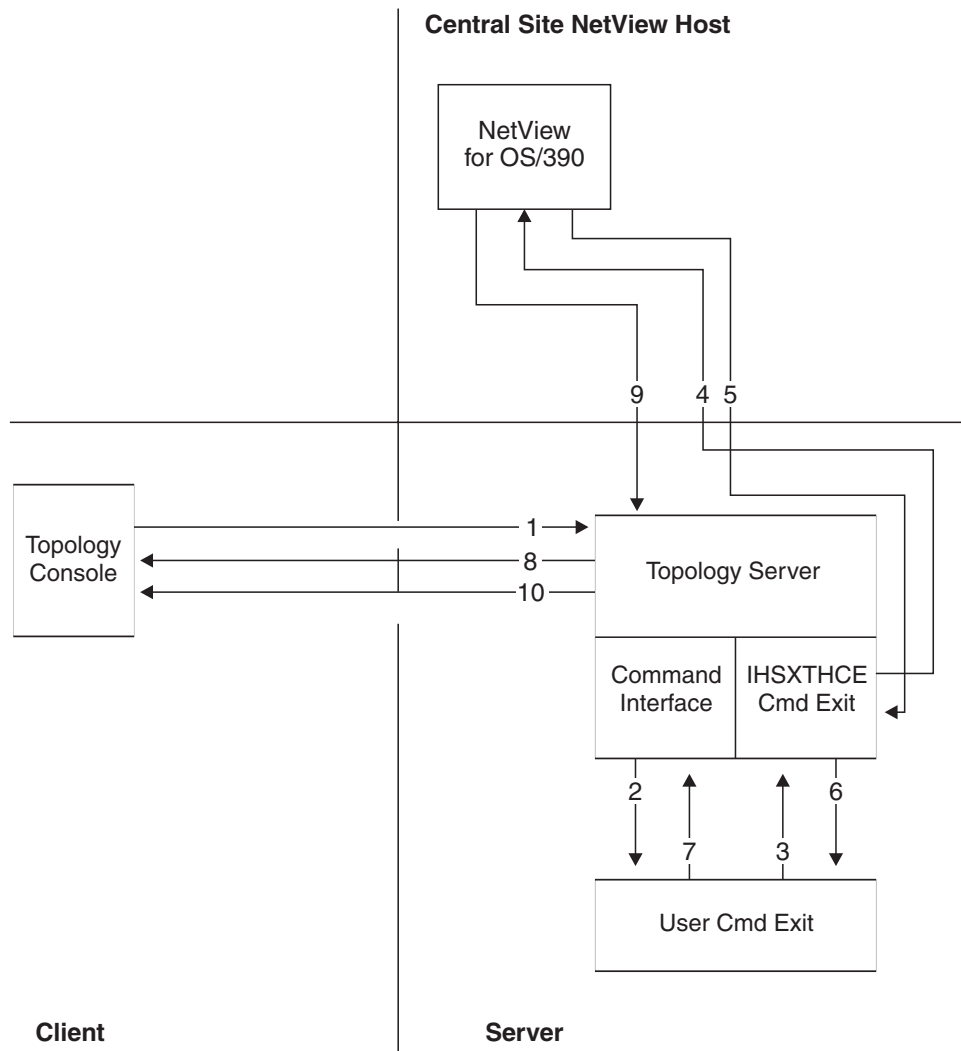 Central Site NetView Host
NetView
for OS/390
9
4
5
Topology
Console
1
8
10
Topology Server
Command
Interface
IHSXTHCE
Cmd Exit
2
7
3
6
User Cmd Exit
Client
Server